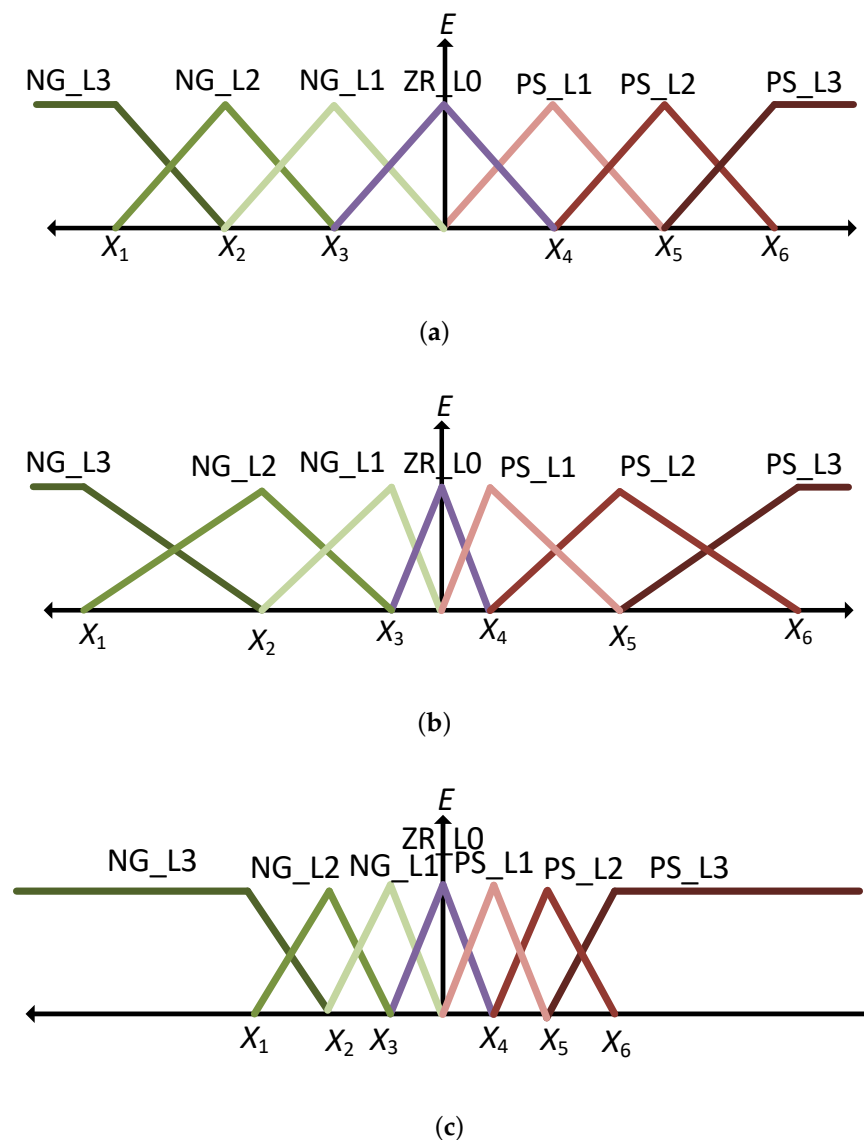 E
NG_L3 NG_L2 NG_L1 ZR_L0 PS_L1 PS_L2 PS_L3
X1 X2 X3 X4 X5 X6
(a)
E
NG_L3 NG_L2 NG_L1 ZR_L0 PS_L1 PS_L2 PS_L3
X1 X2 X3 X4 X5 X6
(b)
E
ZR_L0
NG_L3 NG_L2 NG_L1 PS_L1 PS_L2 PS_L3
X1 X2 X3 X4 X5 X6
(c)